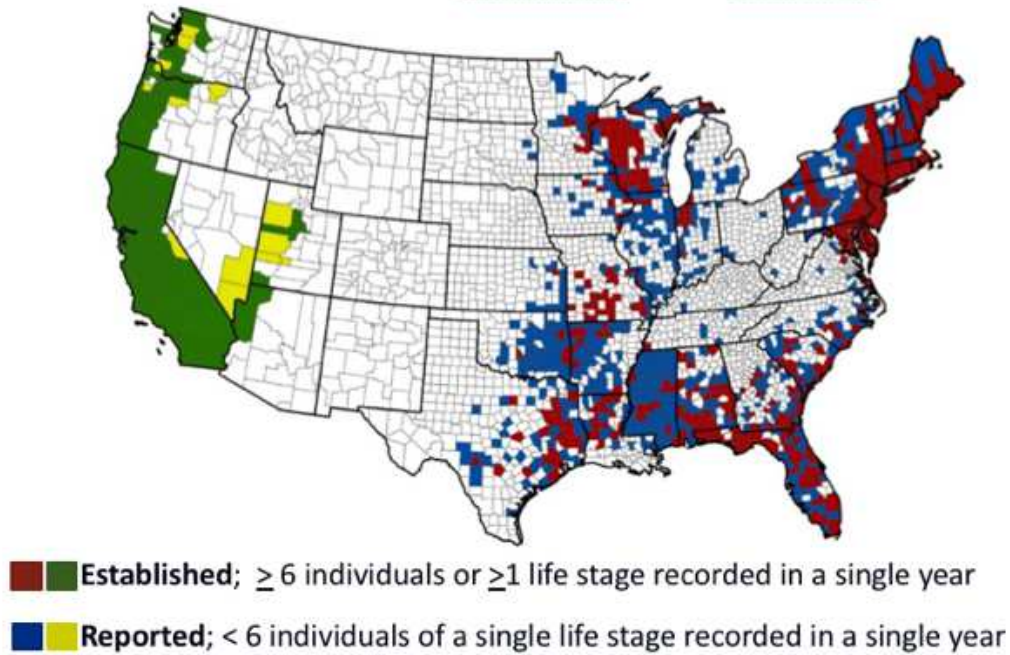 Established; ≥ 6 individuals or ≥1 life stage recorded in a single year
Reported; < 6 individuals of a single life stage recorded in a single year